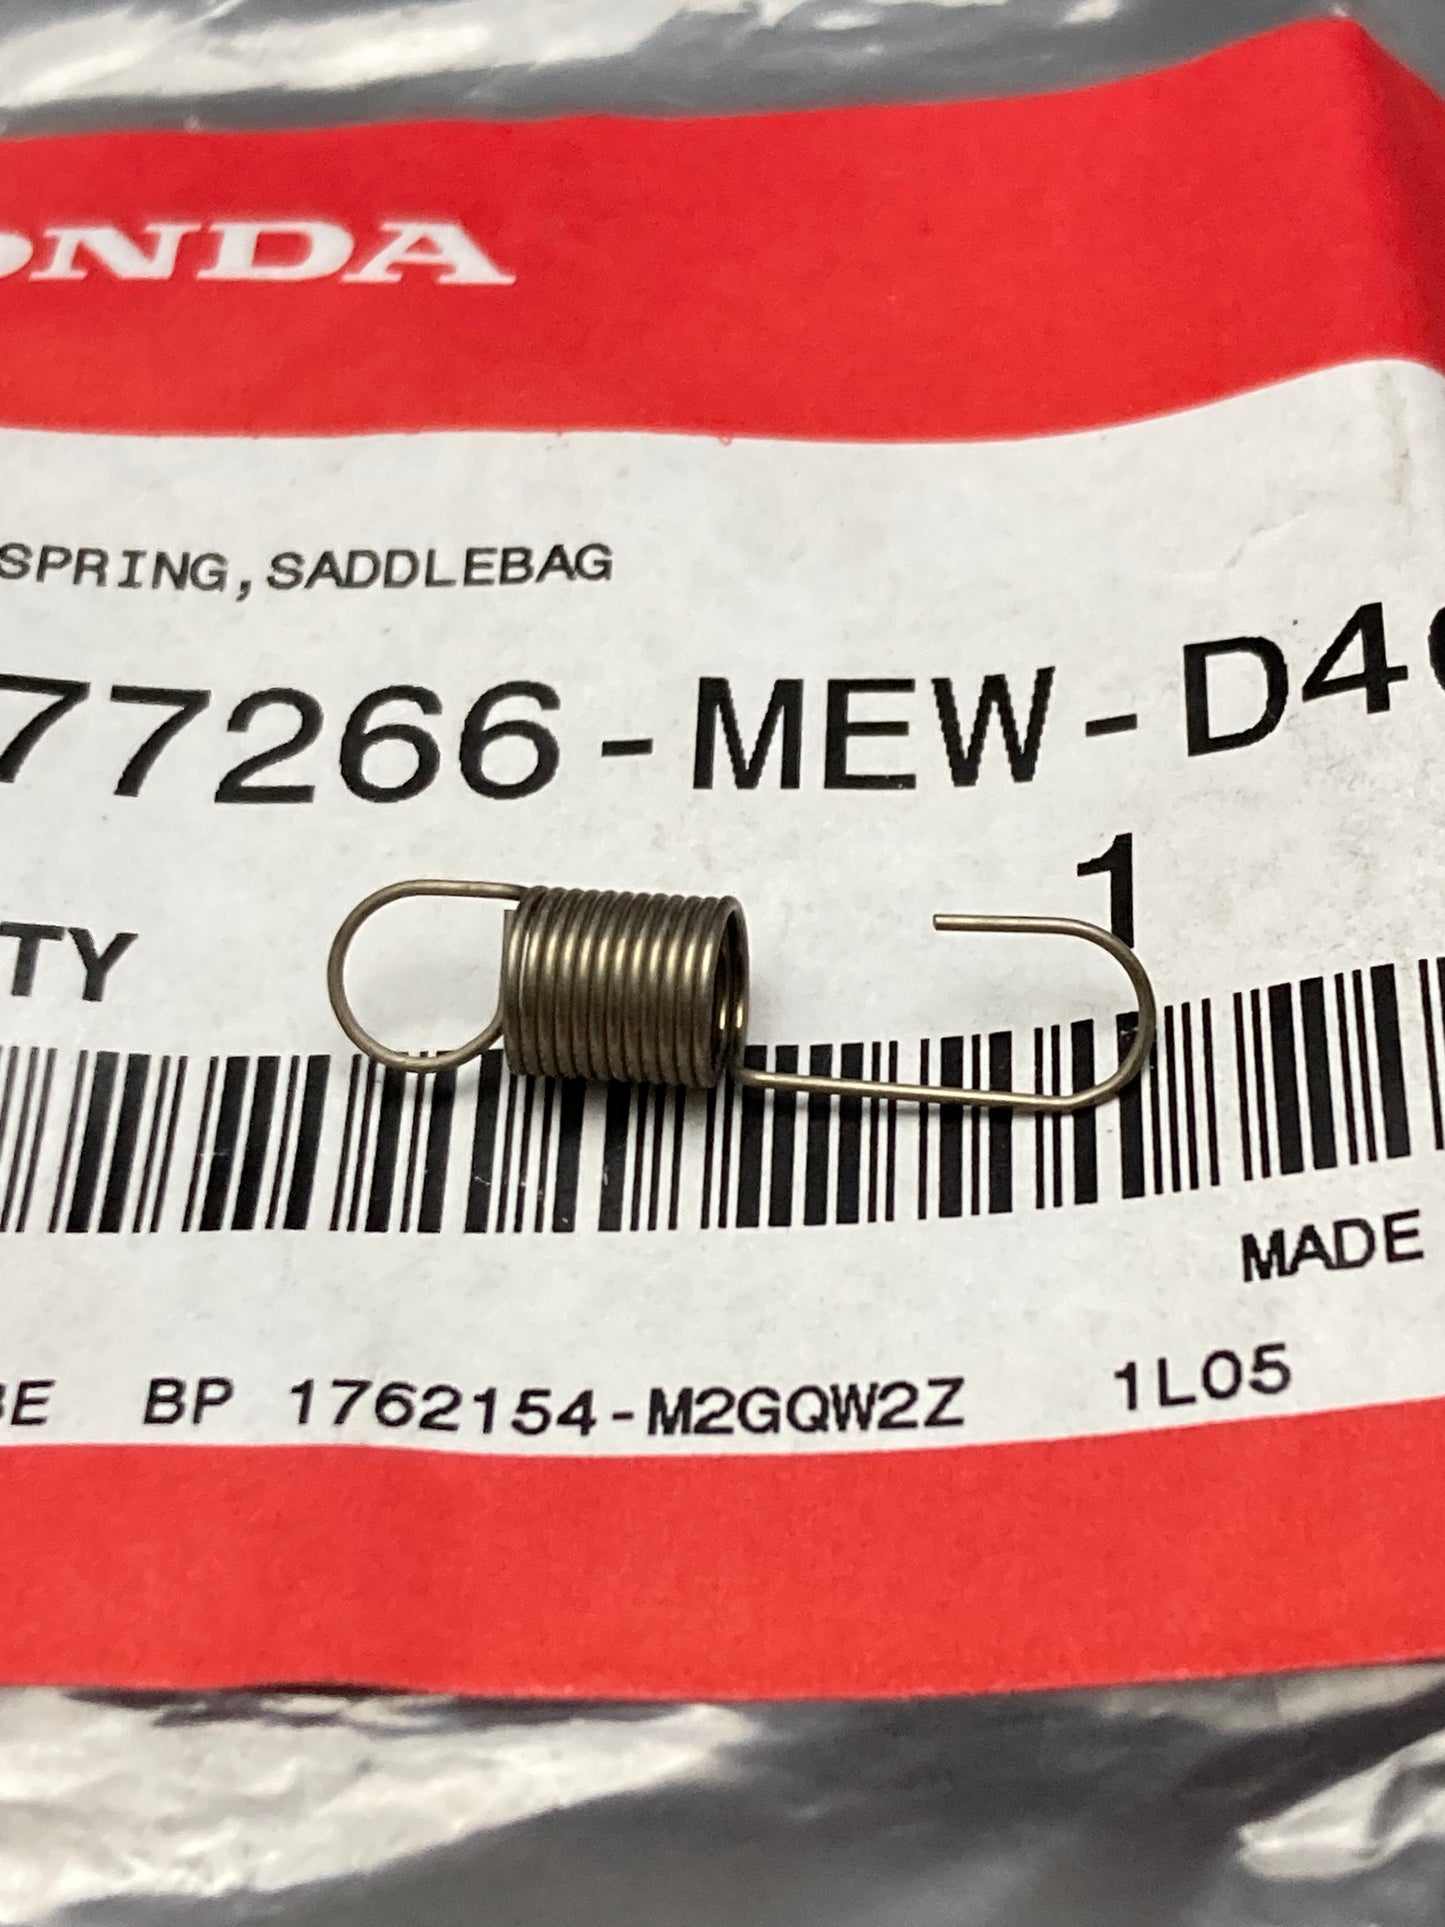 ONDA
SPRING,SADDLEBAG
77266-MEW-D4
1
TY
MADE
BE BP 1762154-M2GQW2Z 1L05